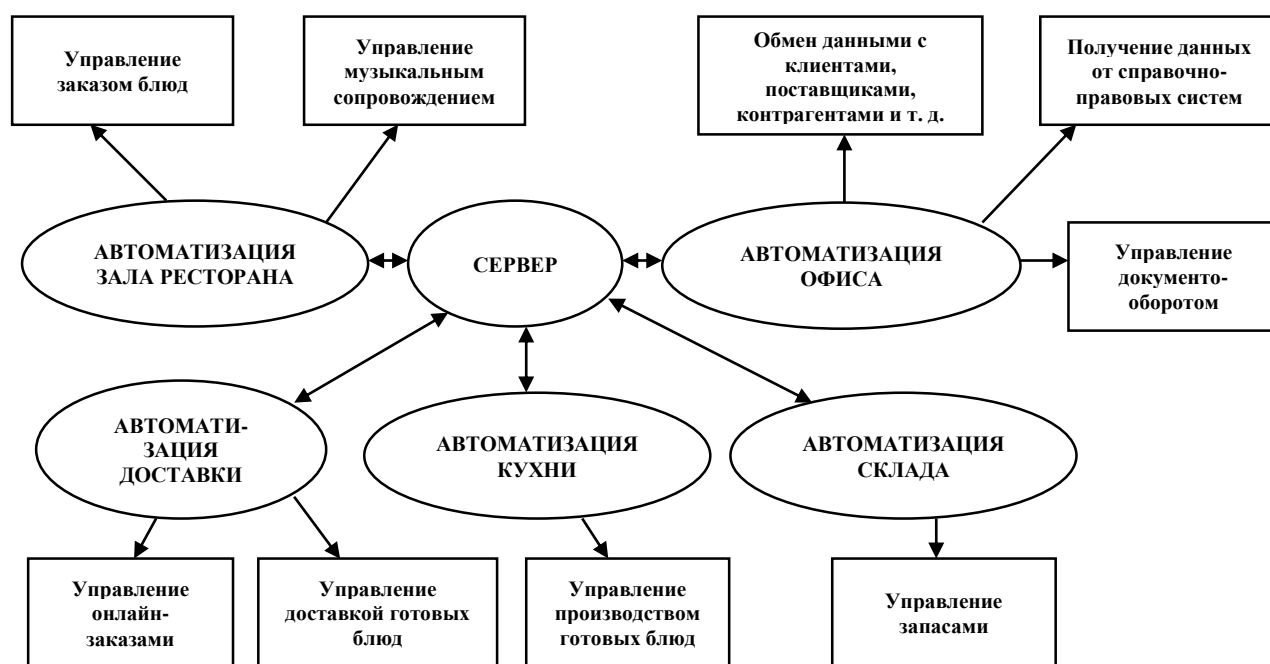 Управление
заказом блюд
Управление
музыкальным
сопровождением
Обмен данными с
клиентами,
поставщиками,
контрагентами и т. д.
Получение данных
от справочно-
правовых систем
АВТОМАТИЗАЦИЯ
ЗАЛА РЕСТОРАНА
СЕРВЕР
АВТОМАТИЗАЦИЯ
ОФИСА
Управление
документо-
оборотом
АВТОМАТИ-
ЗАЦИЯ
ДОСТАВКИ
АВТОМАТИЗАЦИЯ
КУХНИ
АВТОМАТИЗАЦИЯ
СКЛАДА
Управление
онлайн-
заказами
Управление
доставкой готовых
блюд
Управление
производством
готовых блюд
Управление
запасами